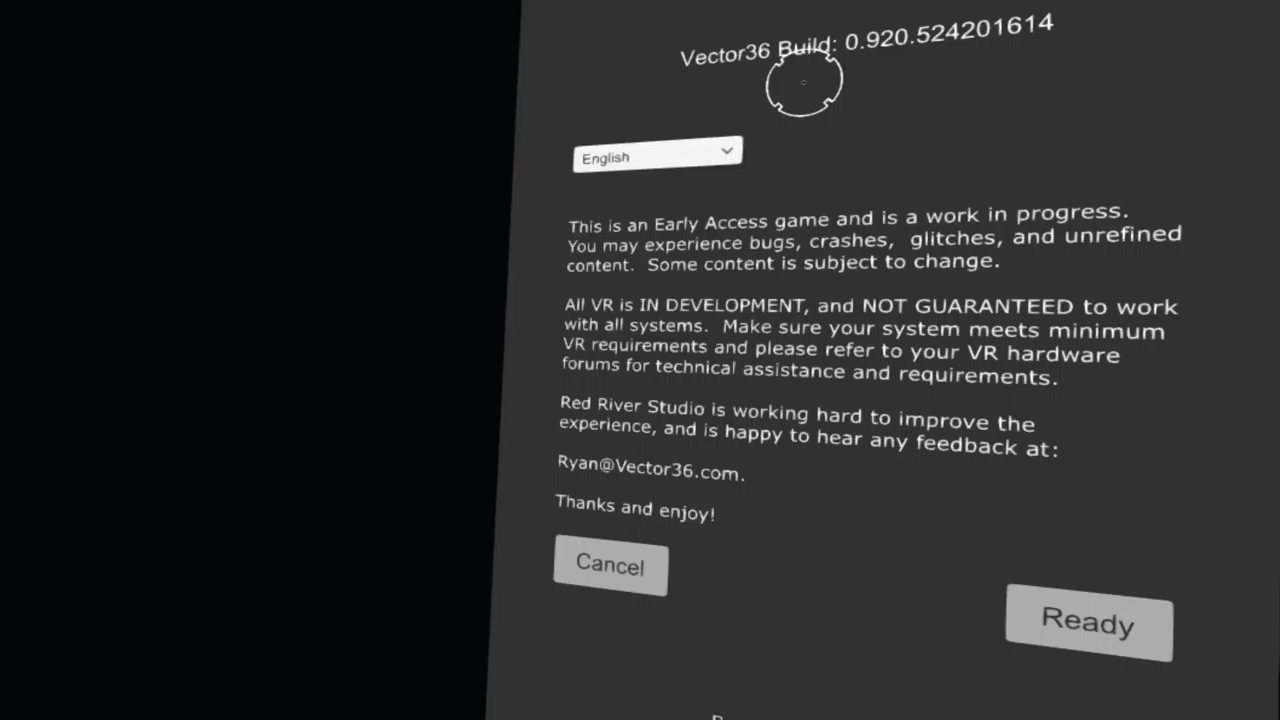 Vector36 Build: 0.920.524201614
English
This is an Early Access game and is a work in progress.
You may experience bugs, crashes,  glitches, and unrefined
content.  Some content is subject to change.
All VR is IN DEVELOPMENT, and NOT GUARANTEED to work
with all systems.  Make sure your system meets minimum
VR requirements and please refer to your VR hardware
forums for technical assistance and requirements.
Red River Studio is working hard to improve the
experience, and is happy to hear any feedback at:
Ryan@Vector36.com.
Thanks and enjoy!
Cancel
Ready